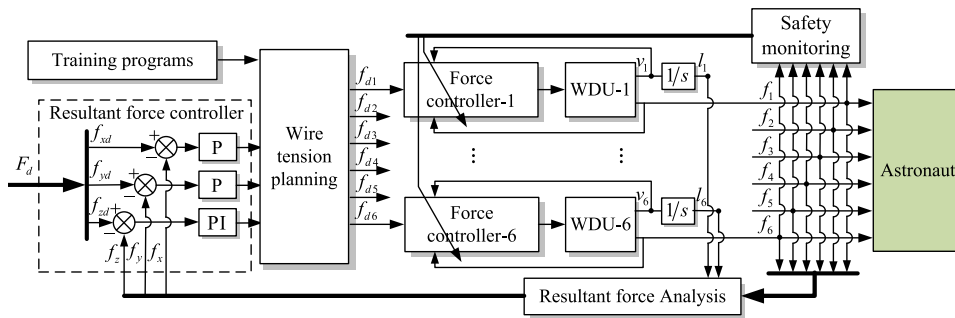 Training programs
Resultant force controller
F_d
f_xd
f_yd
f_zd
+
−
+
−
+
−
P
P
PI
f_z
f_y
f_x
Wire
tension
planning
f_d1
f_d2
f_d3
f_d4
f_d5
f_d6
Force
controller-1
WDU-1
v_1
1/s
l_1
⋮
⋮
Force
controller-6
WDU-6
v_6
1/s
l_6
Safety
monitoring
f_1
f_2
f_3
f_4
f_5
f_6
Astronaut
Resultant force Analysis